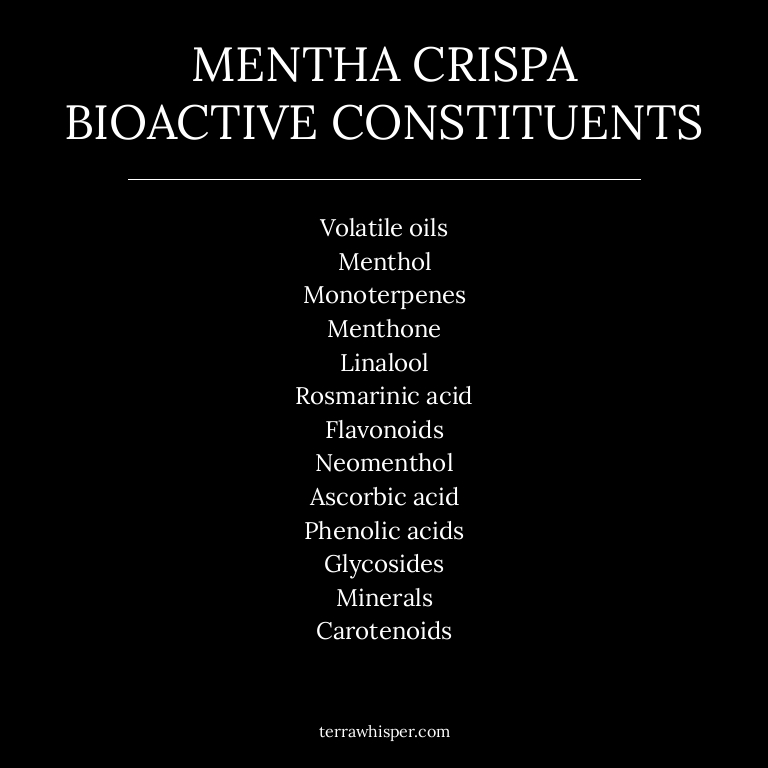 MENTHA CRISPA
BIOACTIVE CONSTITUENTS
Volatile oils
Menthol
Monoterpenes
Menthone
Linalool
Rosmarinic acid
Flavonoids
Neomenthol
Ascorbic acid
Phenolic acids
Glycosides
Minerals
Carotenoids
terrawhisper.com